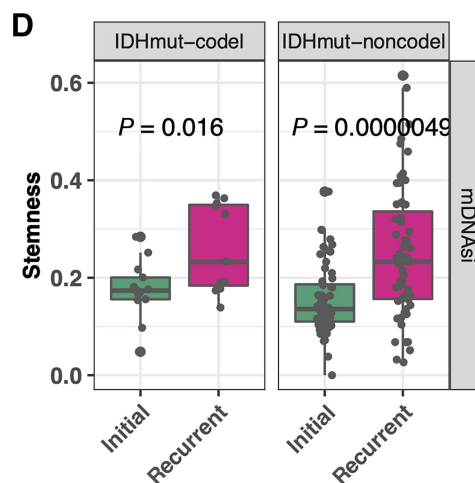 D
IDHmut−codel
IDHmut−noncodel
P = 0.016
P = 0.0000049
Stemness
mDNAsi
0.6
0.4
0.2
0.0
Initial
Recurrent
Initial
Recurrent